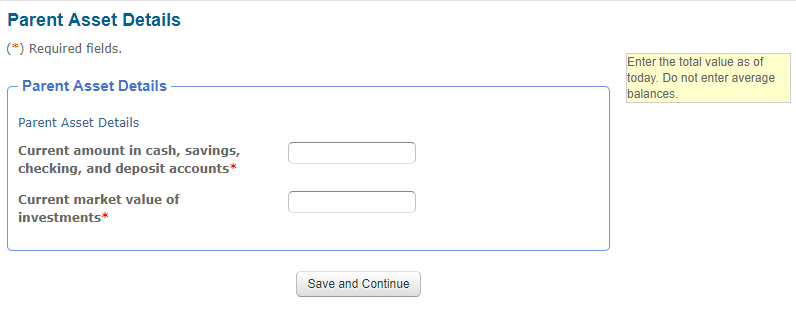 Parent Asset Details
(*) Required fields.
Enter the total value as of
today. Do not enter average
balances.
Parent Asset Details
Parent Asset Details
Current amount in cash, savings,
checking, and deposit accounts*
Current market value of
investments*
Save and Continue